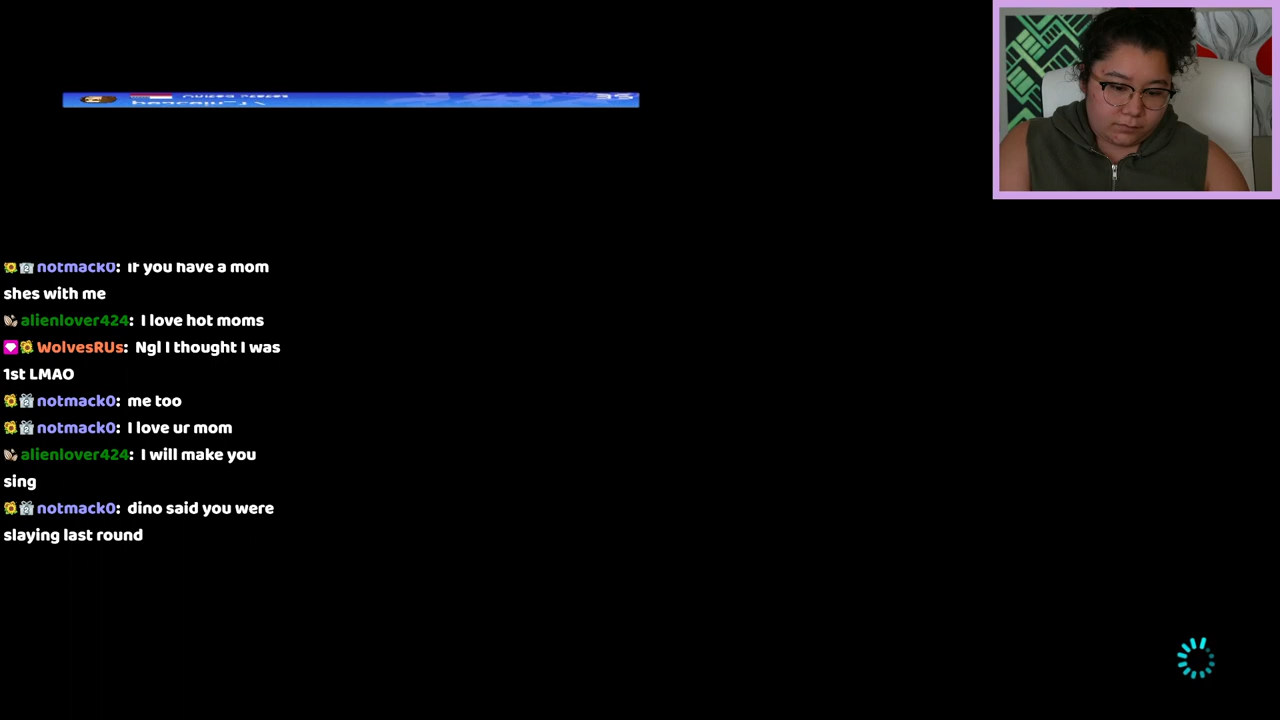 notmack0: If you have a mom
shes with me
alienlover424: I love hot moms
WolvesRUs: Ngl I thought I was
1st LMAO
notmack0: me too
notmack0: I love ur mom
alienlover424: I will make you
sing
notmack0: dino said you were
slaying last round